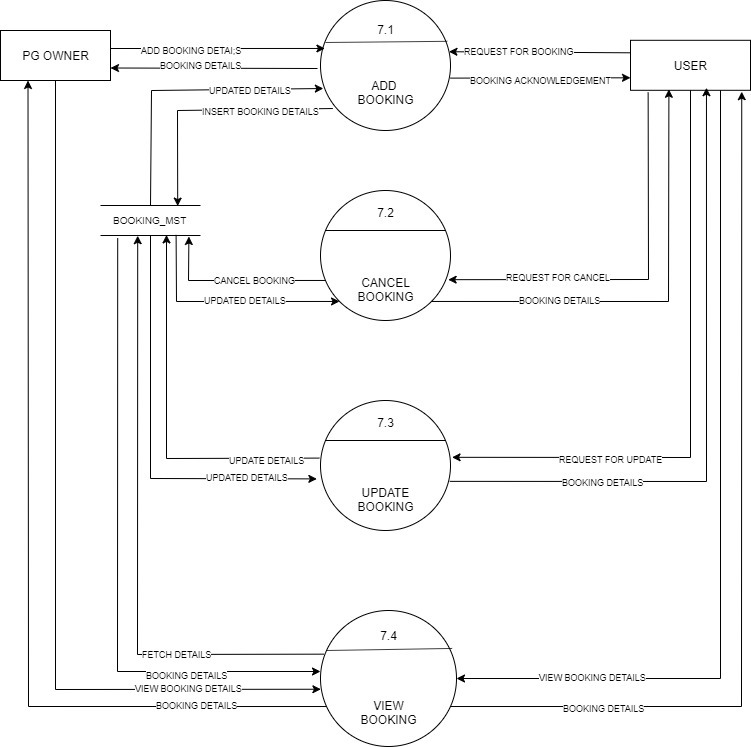 7.1
PG OWNER
ADD BOOKING DETAI;S
REQUEST FOR BOOKING
BOOKING DETAILS
USER
UPDATED DETAILS
ADD
BOOKING
BOOKING ACKNOWLEDGEMENT
INSERT BOOKING DETAILS
BOOKING_MST
7.2
CANCEL BOOKING
CANCEL
BOOKING
REQUEST FOR CANCEL
UPDATED DETAILS
BOOKING DETAILS
7.3
UPDATE DETAILS
REQUEST FOR UPDATE
UPDATED DETAILS
BOOKING DETAILS
UPDATE
BOOKING
7.4
FETCH DETAILS
BOOKING DETAILS
VIEW BOOKING DETAILS
VIEW BOOKING DETAILS
BOOKING DETAILS
VIEW
BOOKING
BOOKING DETAILS